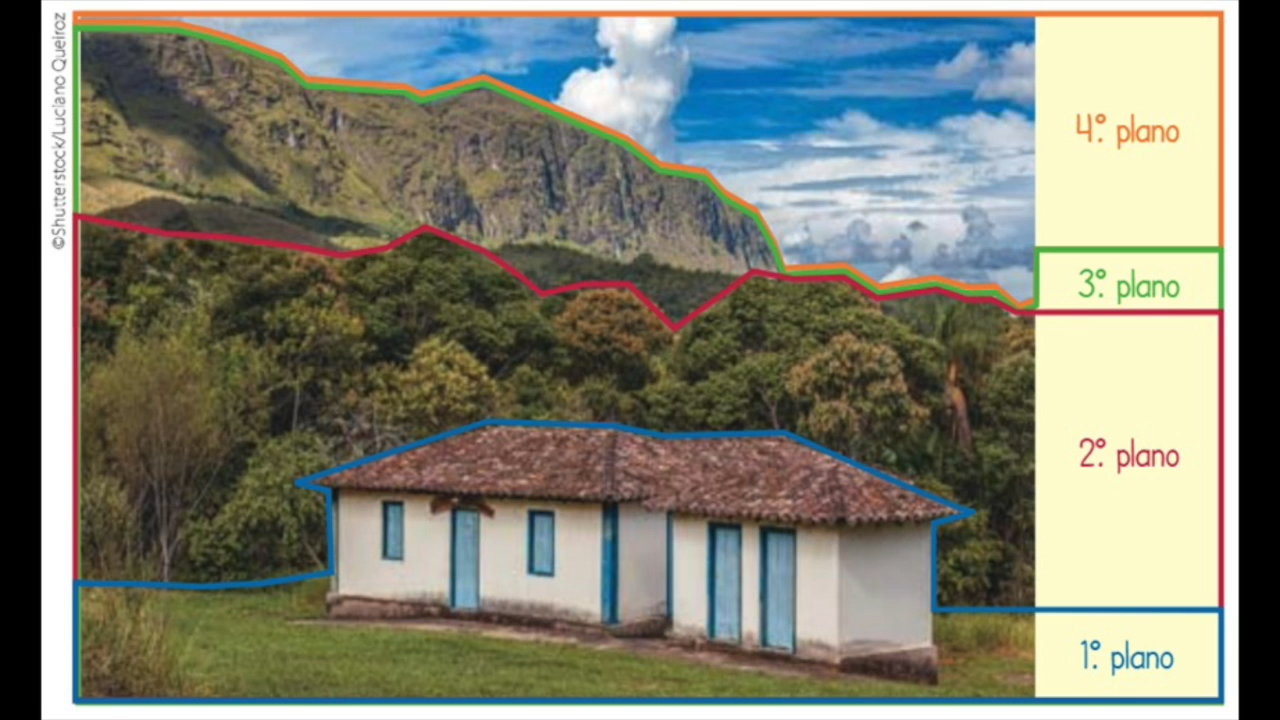 ©Shutterstock/Luciano Queiroz
4º. plano
3º. plano
2º. plano
1º. plano